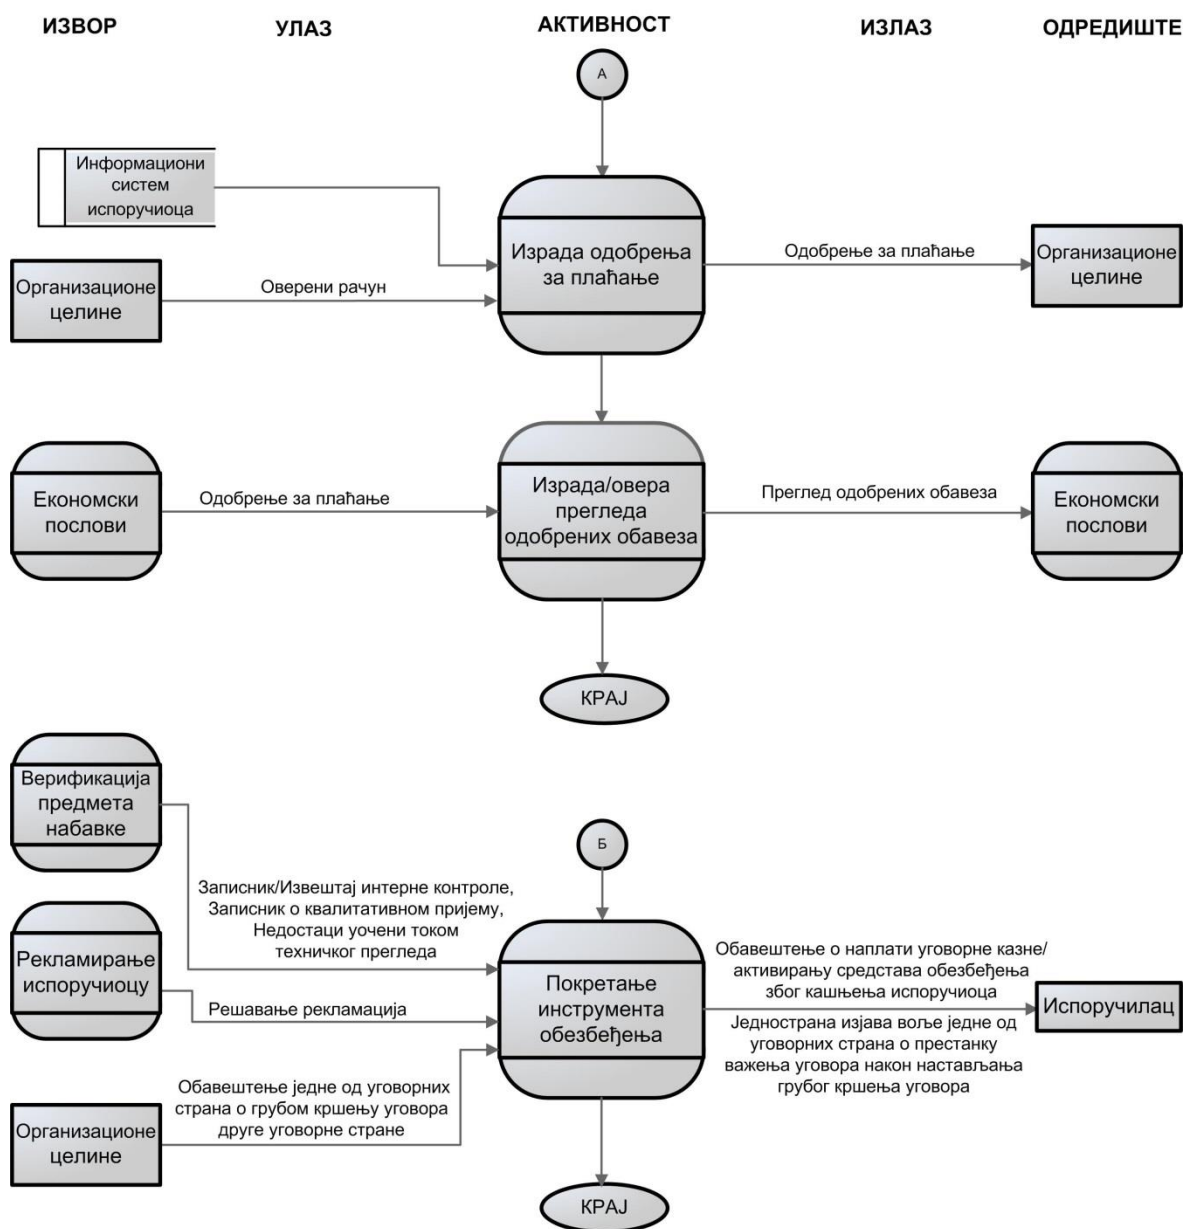 ИЗВОР
УЛАЗ
АКТИВНОСТ
ИЗЛАЗ
ОДРЕДИШТЕ
А
Информациони
систем
испоручиоца
Организационе
целине
Оверени рачун
Израда одобрења
за плаћање
Одобрење за плаћање
Организационе
целине
Економски
послови
Одобрење за плаћање
Израда/овера
прегледа
одобрених обавеза
Преглед одобрених обавеза
Економски
послови
КРАЈ
Верификација
предмета
набавке
Б
Записник/Извештај интерне контроле,
Записник о квалитативном пријему,
Недостаци уочени током
техничког прегледа
Рекламирање
испоручиоцу
Решавање рекламација
Обавештење једне од уговорних
страна о грубом кршењу уговора
друге уговорне стране
Организационе
целине
Покретање
инструмента
обезбеђења
Обавештење о наплати уговорне казне/
активирању средстава обезбеђења
због кашњења испоручиоца
Једнострана изјава воље једне од
уговорних страна о престанку
важења уговора након настављања
грубог кршења уговора
Испоручилац
КРАЈ